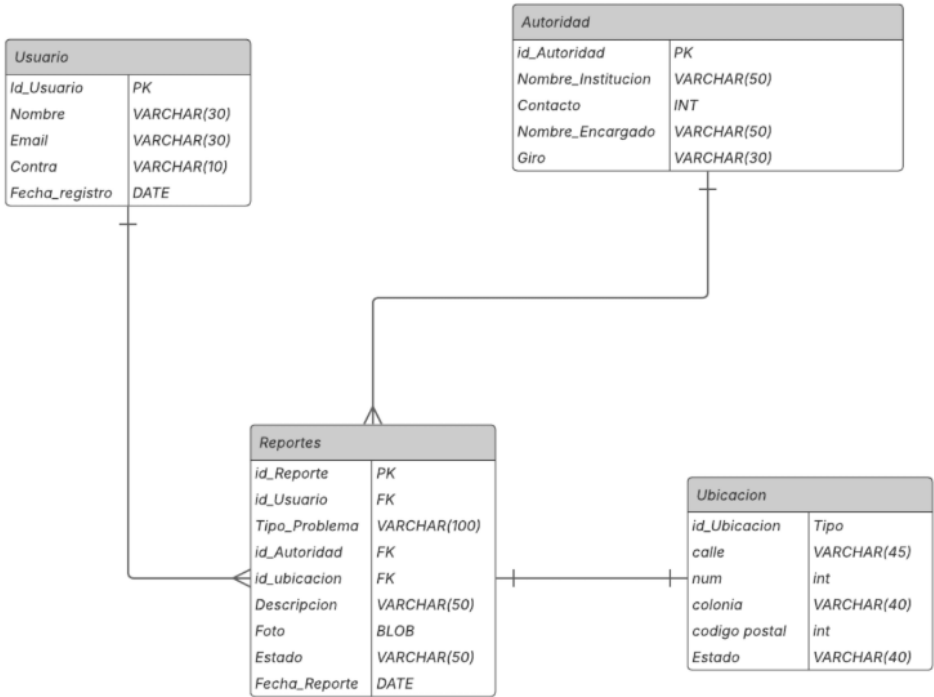 Usuario
Id_Usuario PK
Nombre VARCHAR(30)
Email VARCHAR(30)
Contra VARCHAR(10)
Fecha_registro DATE
Autoridad
id_Autoridad PK
Nombre_Institucion VARCHAR(50)
Contacto INT
Nombre_Encargado VARCHAR(50)
Giro VARCHAR(30)
Reportes
id_Reporte PK
id_Usuario FK
Tipo_Problema VARCHAR(100)
id_Autoridad FK
id_ubicacion FK
Descripcion VARCHAR(50)
Foto BLOB
Estado VARCHAR(50)
Fecha_Reporte DATE
Ubicacion
id_Ubicacion Tipo
calle VARCHAR(45)
num int
colonia VARCHAR(40)
codigo postal int
Estado VARCHAR(40)